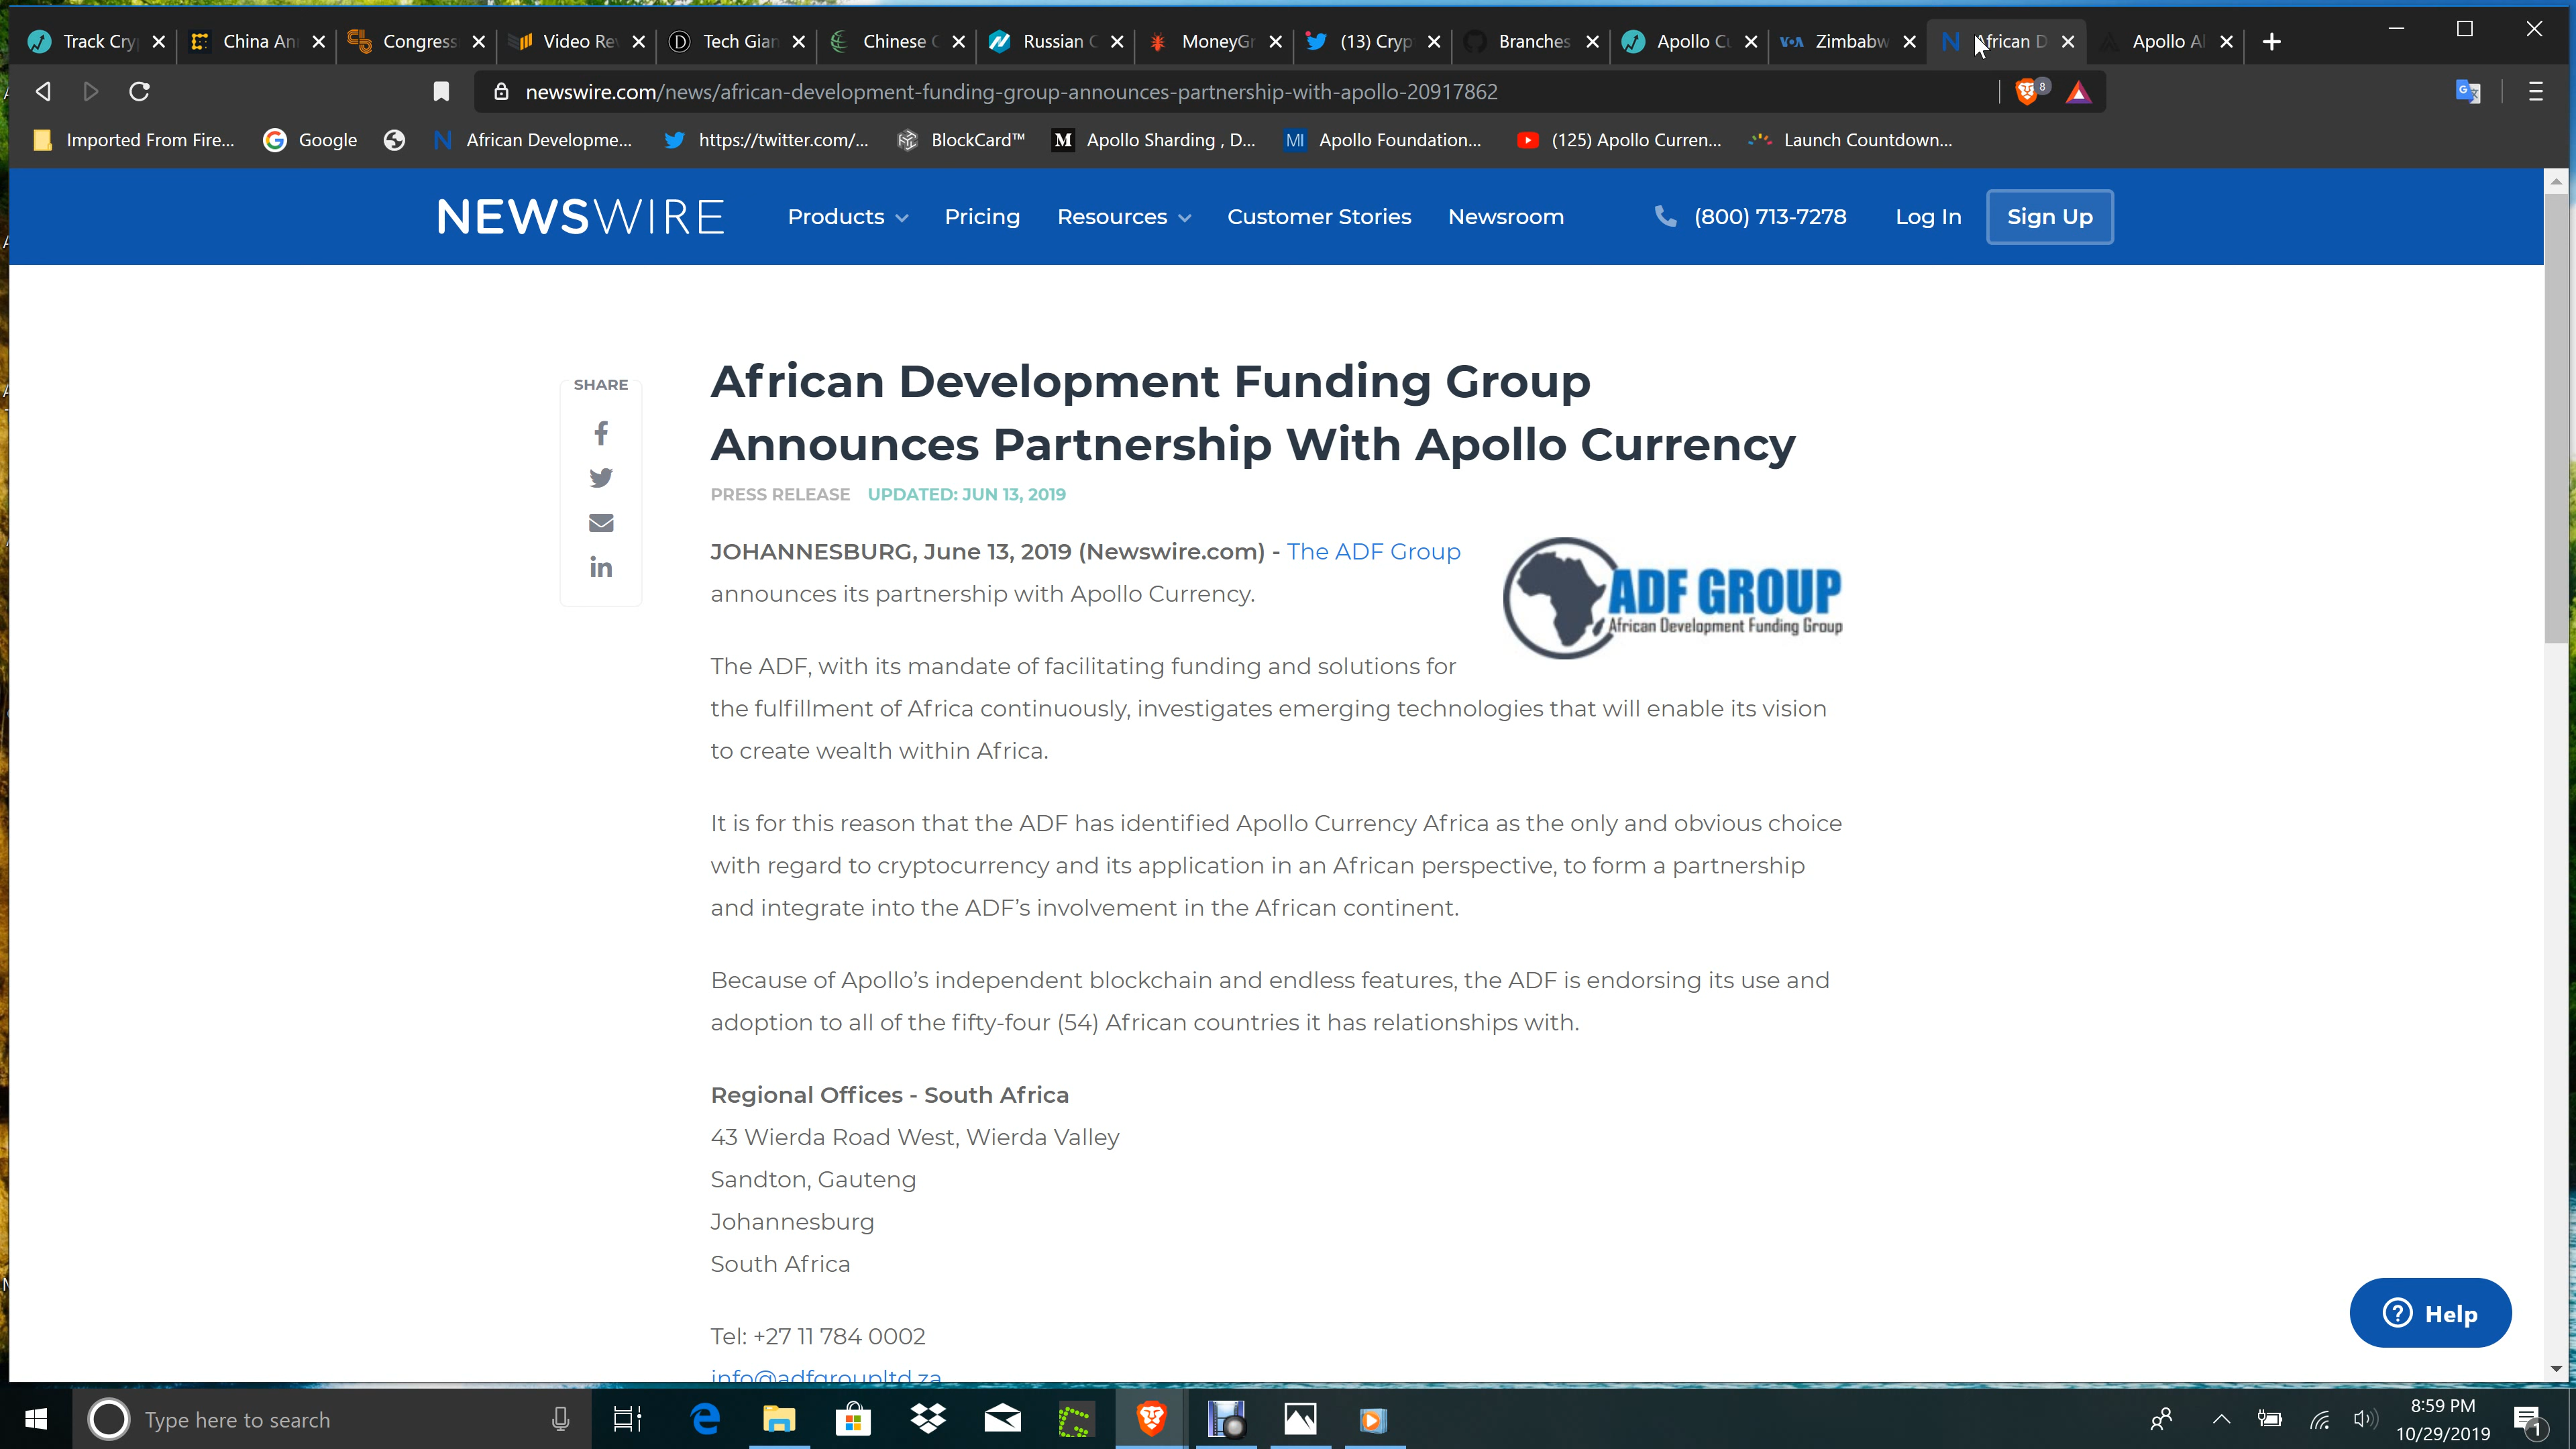 Track Cry
China An
Congress
Video Re
Tech Gian
Chinese C
Russian C
MoneyGr
(13) Cryp
Branches
Apollo Cu
VOA Zimbabw
African D
Apollo Al
newswire.com/news/african-development-funding-group-announces-partnership-with-apollo-20917862
8
Imported From Fire...
Google
African Developme...
https://twitter.com/...
BlockCard™
Apollo Sharding , D...
MI Apollo Foundation...
(125) Apollo Curren...
Launch Countdown...
NEWSWIRE
Products
Pricing
Resources
Customer Stories
Newsroom
(800) 713-7278
Log In
Sign Up
SHARE
African Development Funding Group
Announces Partnership With Apollo Currency
PRESS RELEASE UPDATED: JUN 13, 2019
JOHANNESBURG, June 13, 2019 (Newswire.com) - The ADF Group
announces its partnership with Apollo Currency.
ADF GROUP
African Development Funding Group
The ADF, with its mandate of facilitating funding and solutions for
the fulfillment of Africa continuously, investigates emerging technologies that will enable its vision
to create wealth within Africa.
It is for this reason that the ADF has identified Apollo Currency Africa as the only and obvious choice
with regard to cryptocurrency and its application in an African perspective, to form a partnership
and integrate into the ADF's involvement in the African continent.
Because of Apollo's independent blockchain and endless features, the ADF is endorsing its use and
adoption to all of the fifty-four (54) African countries it has relationships with.
Regional Offices - South Africa
43 Wierda Road West, Wierda Valley
Sandton, Gauteng
Johannesburg
South Africa
Tel: +27 11 784 0002
info@adfgroupltd.za
Help
Type here to search
8:59 PM
10/29/2019
1